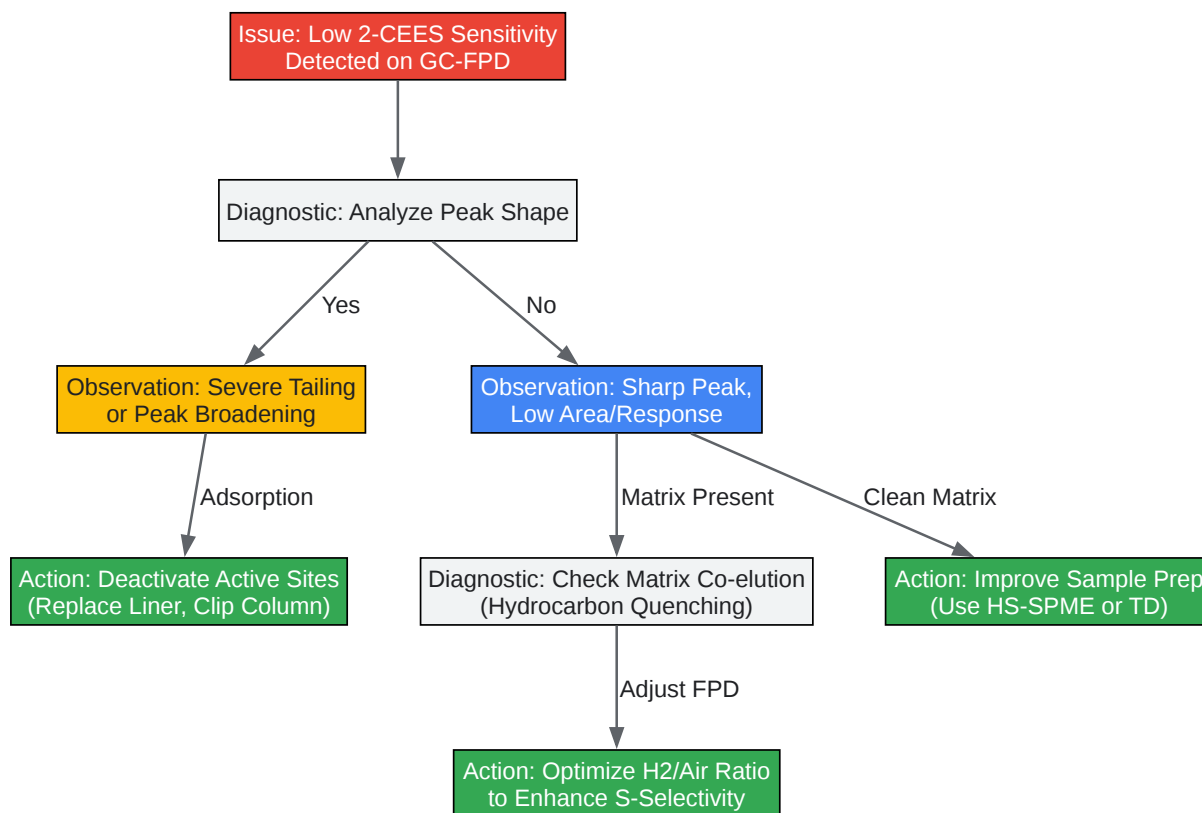 Issue: Low 2-CEES Sensitivity
Detected on GC-FPD
Diagnostic: Analyze Peak Shape
Yes
No
Observation: Severe Tailing
or Peak Broadening
Observation: Sharp Peak,
Low Area/Response
Adsorption
Matrix Present
Clean Matrix
Action: Deactivate Active Sites
(Replace Liner, Clip Column)
Diagnostic: Check Matrix Co-elution
(Hydrocarbon Quenching)
Action: Improve Sample Prep
(Use HS-SPME or TD)
Adjust FPD
Action: Optimize H2/Air Ratio
to Enhance S-Selectivity